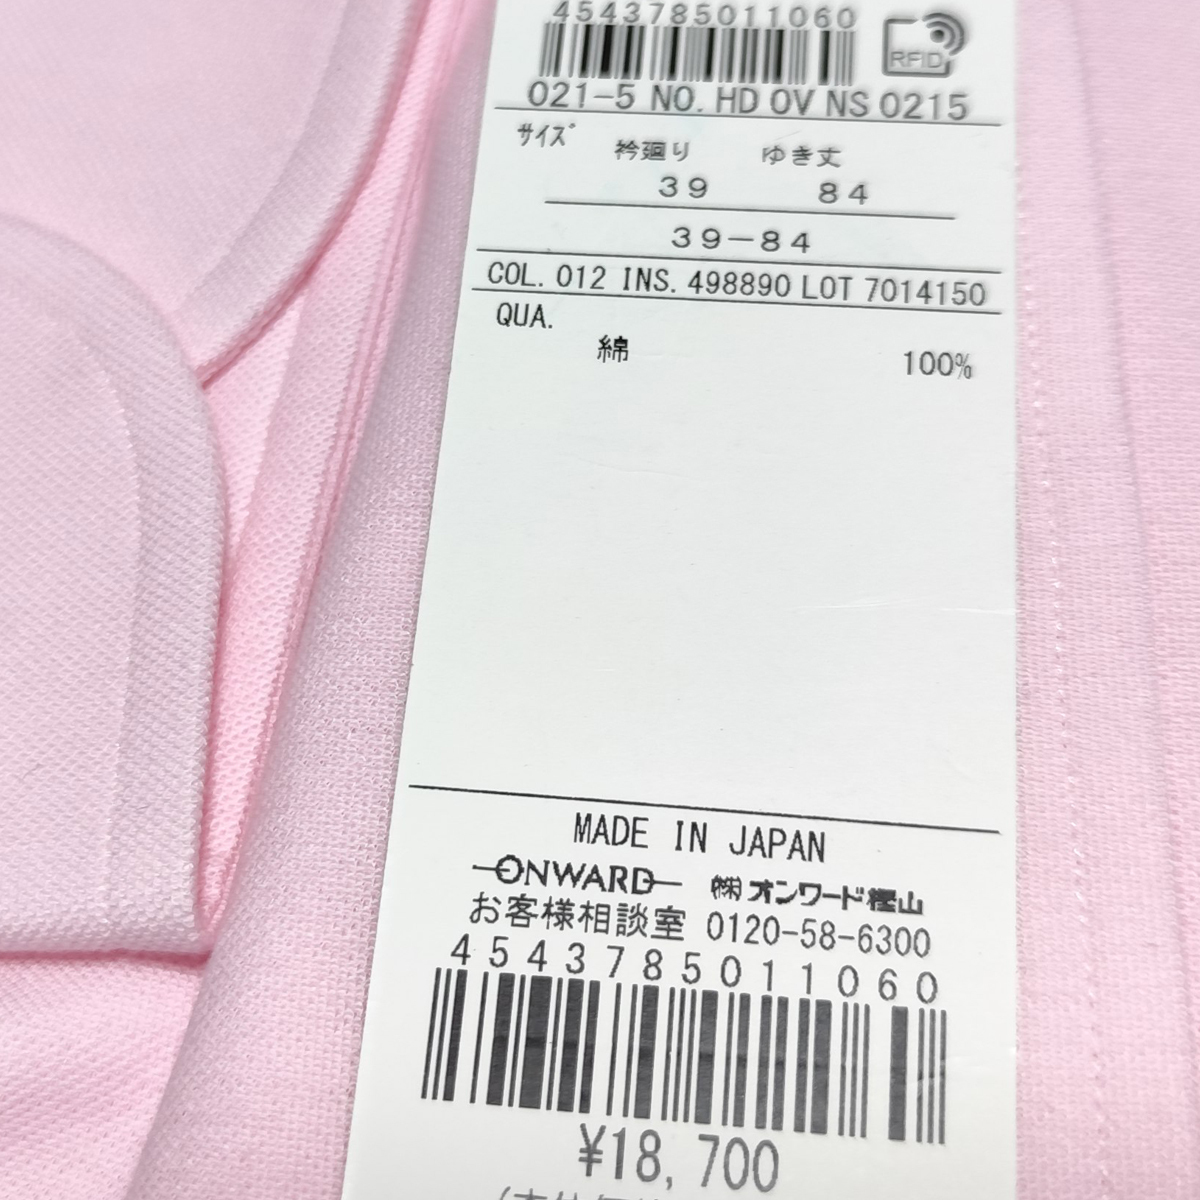 4543785011060
RFID
021-5 NO. HD OV NS 0215
サイズ 衿廻り ゆき丈
39 84
39-84
COL. 012 INS. 498890 LOT 7014150
QUA.
綿 100%
MADE IN JAPAN
ONWARD ㈱オンワード樫山
お客様相談室 0120-58-6300
4543785011060
¥18,700